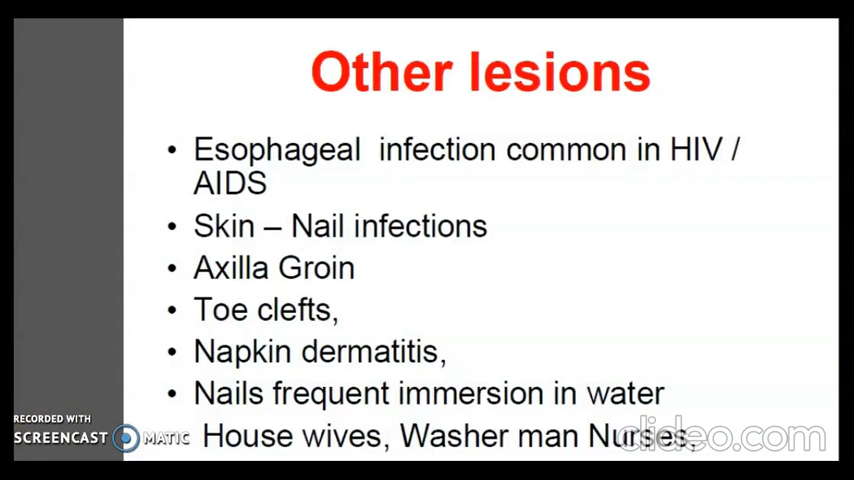 Other lesions
• Esophageal infection common in HIV /
AIDS
• Skin – Nail infections
• Axilla Groin
• Toe clefts,
• Napkin dermatitis,
• Nails frequent immersion in water
House wives, Washer man Nurses,
RECORDED WITH
SCREENCAST MATIC
clideo.com